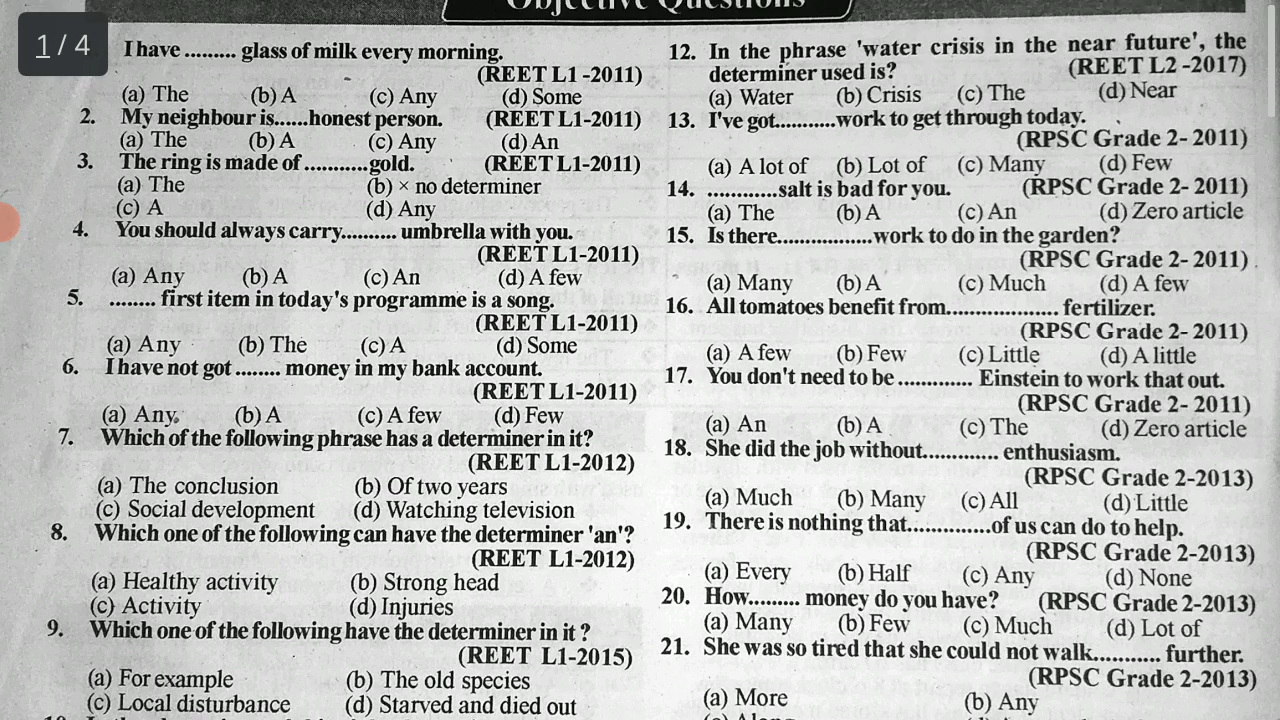 Objective Questions
1 / 4
I have ......... glass of milk every morning.
(REET L1 -2011)
(a) The (b) A (c) Any (d) Some
2. My neighbour is......honest person. (REET L1-2011)
(a) The (b) A (c) Any (d) An
3. The ring is made of ...........gold. (REET L1-2011)
(a) The (b) × no determiner
(c) A (d) Any
4. You should always carry.......... umbrella with you.
(REET L1-2011)
(a) Any (b) A (c) An (d) A few
5. ........ first item in today's programme is a song.
(REET L1-2011)
(a) Any (b) The (c) A (d) Some
6. I have not got ........ money in my bank account.
(REET L1-2011)
(a) Any. (b) A (c) A few (d) Few
7. Which of the following phrase has a determiner in it?
(REET L1-2012)
(a) The conclusion (b) Of two years
(c) Social development (d) Watching television
8. Which one of the following can have the determiner 'an'?
(REET L1-2012)
(a) Healthy activity (b) Strong head
(c) Activity (d) Injuries
9. Which one of the following have the determiner in it ?
(REET L1-2015)
(a) For example (b) The old species
(c) Local disturbance (d) Starved and died out
12. In the phrase 'water crisis in the near future', the
determiner used is? (REET L2 -2017)
(a) Water (b) Crisis (c) The (d) Near
13. I've got...........work to get through today.
(RPSC Grade 2- 2011)
(a) A lot of (b) Lot of (c) Many (d) Few
14. ............salt is bad for you. (RPSC Grade 2- 2011)
(a) The (b) A (c) An (d) Zero article
15. Is there.................work to do in the garden?
(RPSC Grade 2- 2011)
(a) Many (b) A (c) Much (d) A few
16. All tomatoes benefit from.................... fertilizer.
(RPSC Grade 2- 2011)
(a) A few (b) Few (c) Little (d) A little
17. You don't need to be ............. Einstein to work that out.
(RPSC Grade 2- 2011)
(a) An (b) A (c) The (d) Zero article
18. She did the job without............. enthusiasm.
(RPSC Grade 2-2013)
(a) Much (b) Many (c) All (d) Little
19. There is nothing that...............of us can do to help.
(RPSC Grade 2-2013)
(a) Every (b) Half (c) Any (d) None
20. How......... money do you have? (RPSC Grade 2-2013)
(a) Many (b) Few (c) Much (d) Lot of
21. She was so tired that she could not walk............ further.
(RPSC Grade 2-2013)
(a) More (b) Any